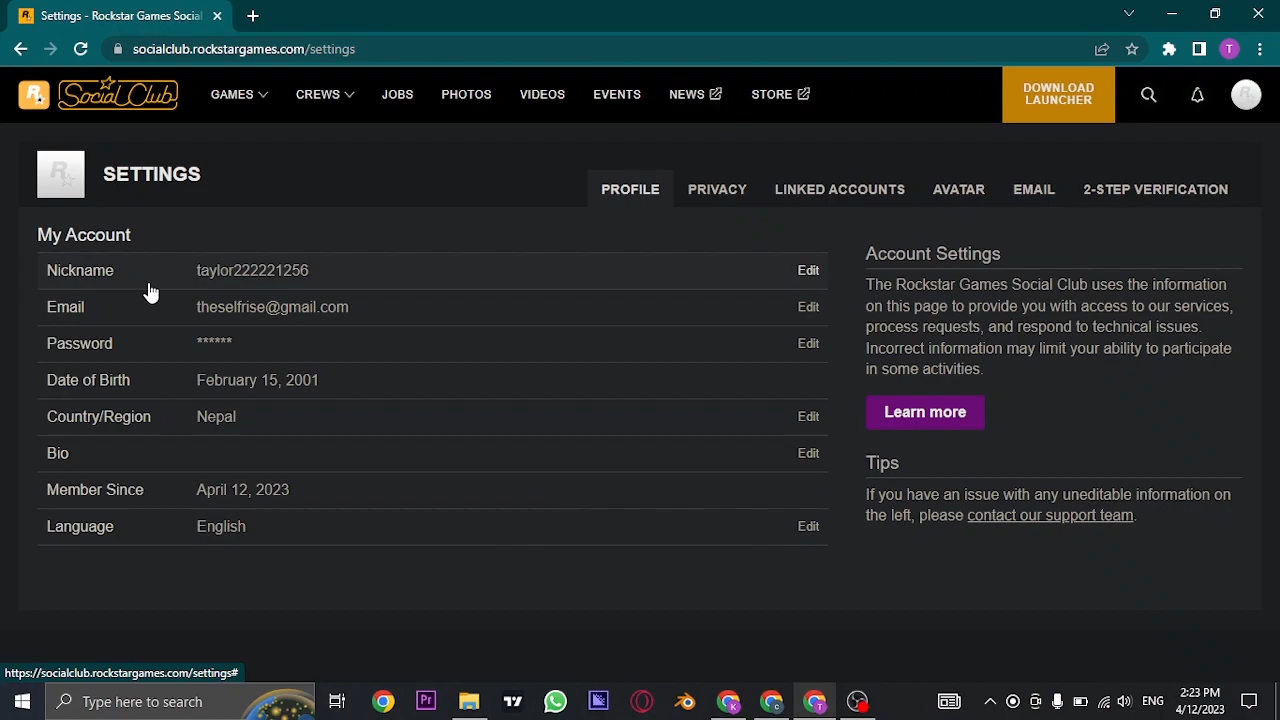 Settings - Rockstar Games Social
socialclub.rockstargames.com/settings
T
R
Social Club
GAMES
CREWS
JOBS
PHOTOS
VIDEOS
EVENTS
NEWS
STORE
DOWNLOAD
LAUNCHER
SETTINGS
PROFILE
PRIVACY
LINKED ACCOUNTS
AVATAR
EMAIL
2-STEP VERIFICATION
My Account
Nickname taylor222221256 Edit
Email theselfrise@gmail.com Edit
Password ****** Edit
Date of Birth February 15, 2001
Country/Region Nepal Edit
Bio Edit
Member Since April 12, 2023
Language English Edit
Account Settings
The Rockstar Games Social Club uses the information
on this page to provide you with access to our services,
process requests, and respond to technical issues.
Incorrect information may limit your ability to participate
in some activities.
Learn more
Tips
If you have an issue with any uneditable information on
the left, please contact our support team.
https://socialclub.rockstargames.com/settings#
Type here to search
Pr
K
C
T
ENG
2:23 PM
4/12/2023